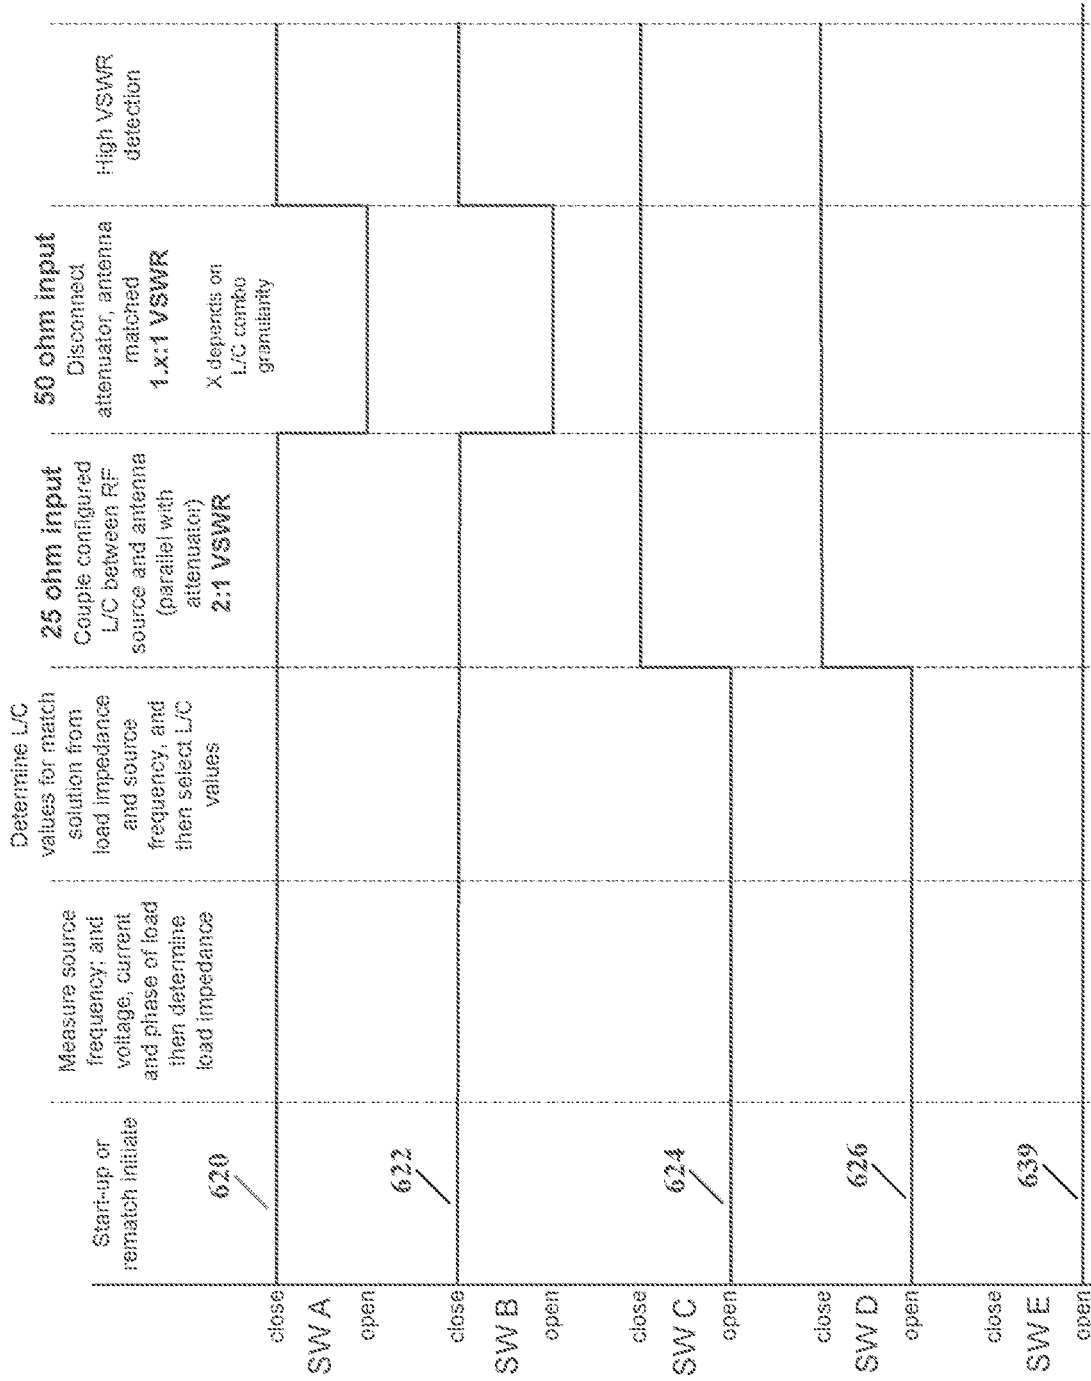 Start-up or
rematch initiate
Measure source
frequency; and
voltage, current
and phase of load
then determine
load impedance
Determine L/C
values for match
solution from
load impedance
and source
frequency, and
then select L/C
values
25 ohm input
Couple configured
L/C between RF
source and antenna
(parallel with
attenuator)
2:1 VSWR
50 ohm input
Disconnect
attenuator, antenna
matched
1.x:1 VSWR
X depends on
L/C combo
granularity
High VSWR
detection
close
SW A
open
620
close
SW B
open
622
close
SW C
open
624
close
SW D
open
626
close
SW E
open
639